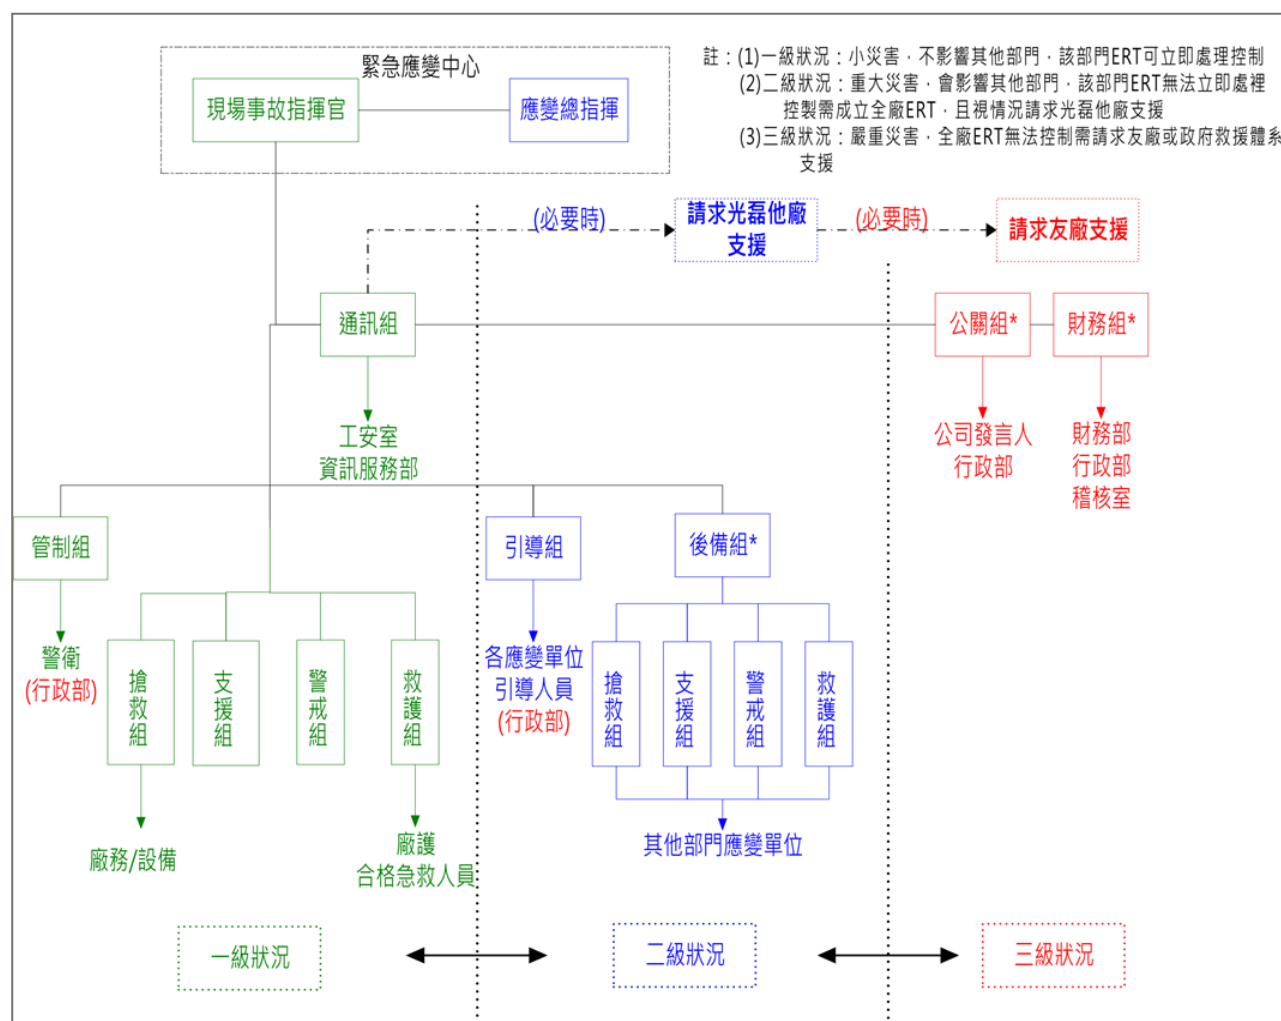 緊急應變中心
現場事故指揮官
應變總指揮
註：(1)一級狀況：小災害，不影響其他部門，該部門ERT可立即處理控制
(2)二級狀況：重大災害，會影響其他部門，該部門ERT無法立即處裡
控製需成立全廠ERT，且視情況請求光磊他廠支援
(3)三級狀況：嚴重災害，全廠ERT無法控制需請求友廠或政府救援體系
支援
(必要時)
請求光磊他廠
支援
(必要時)
請求友廠支援
通訊組
公關組*
財務組*
工安室
資訊服務部
公司發言人
行政部
財務部
行政部
稽核室
管制組
引導組
後備組*
警衛
(行政部)
搶救組
支援組
警戒組
救護組
各應變單位
引導人員
(行政部)
搶救組
支援組
警戒組
救護組
廠務/設備
廠護
合格急救人員
其他部門應變單位
一級狀況
二級狀況
三級狀況